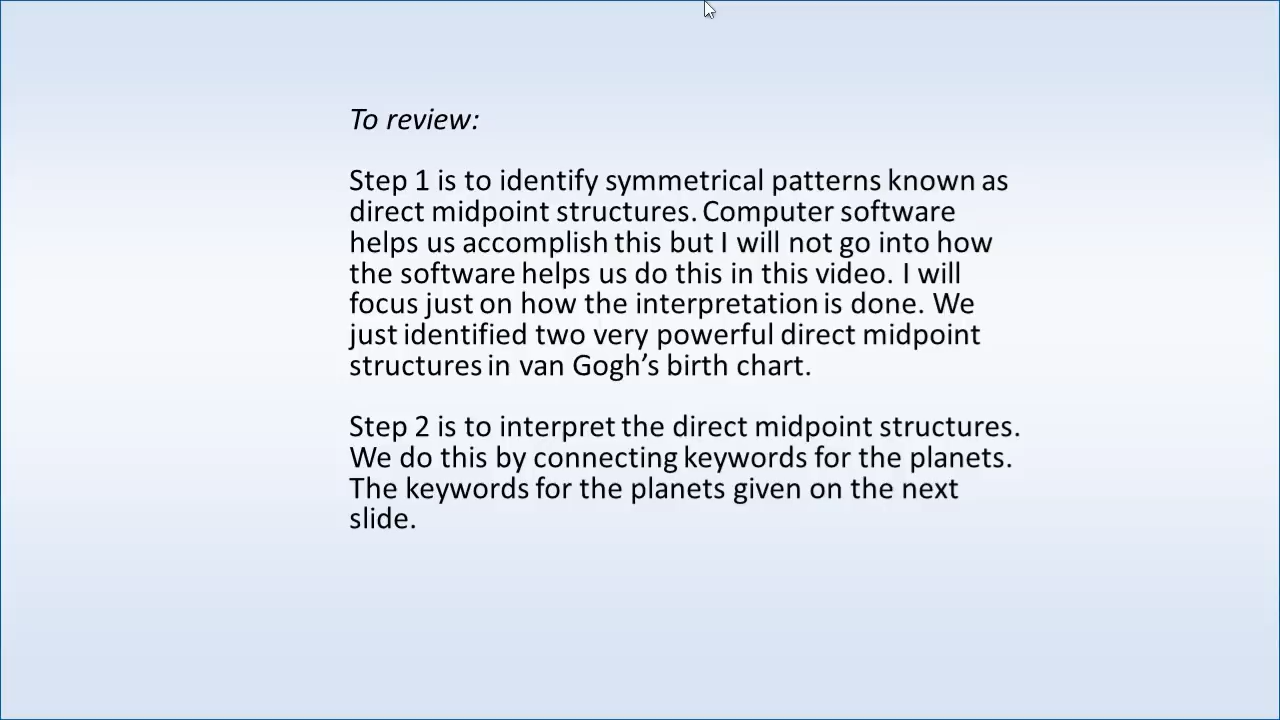 To review:
Step 1 is to identify symmetrical patterns known as
direct midpoint structures. Computer software
helps us accomplish this but I will not go into how
the software helps us do this in this video. I will
focus just on how the interpretation is done. We
just identified two very powerful direct midpoint
structures in van Gogh’s birth chart.
Step 2 is to interpret the direct midpoint structures.
We do this by connecting keywords for the planets.
The keywords for the planets given on the next
slide.